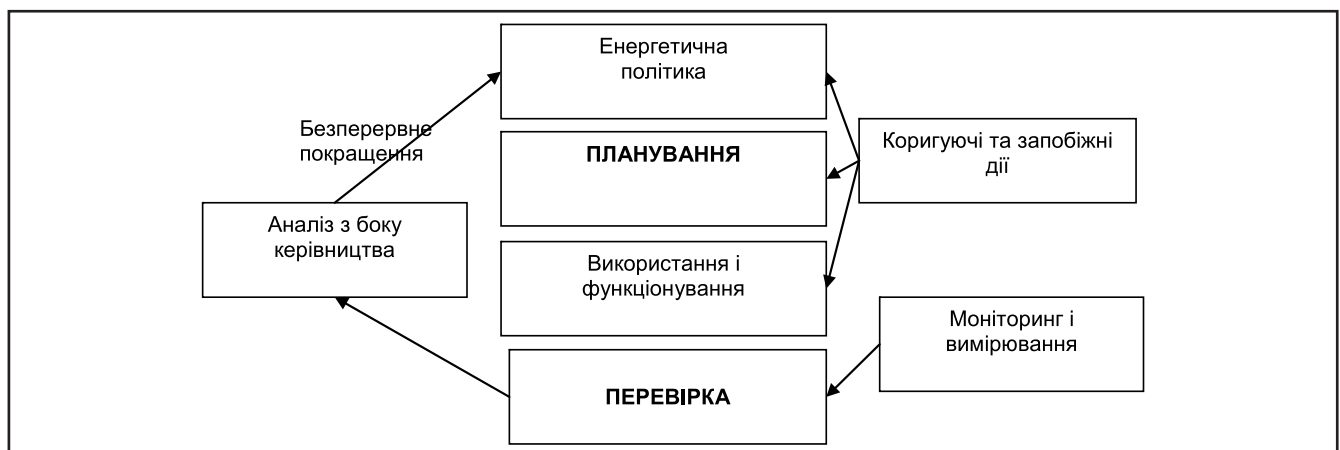 Енергетична
політика
Безперервне
покращення
ПЛАНУВАННЯ
Коригуючі та запобіжні
дії
Аналіз з боку
керівництва
Використання і
функціонування
Моніторинг і
вимірювання
ПЕРЕВІРКА